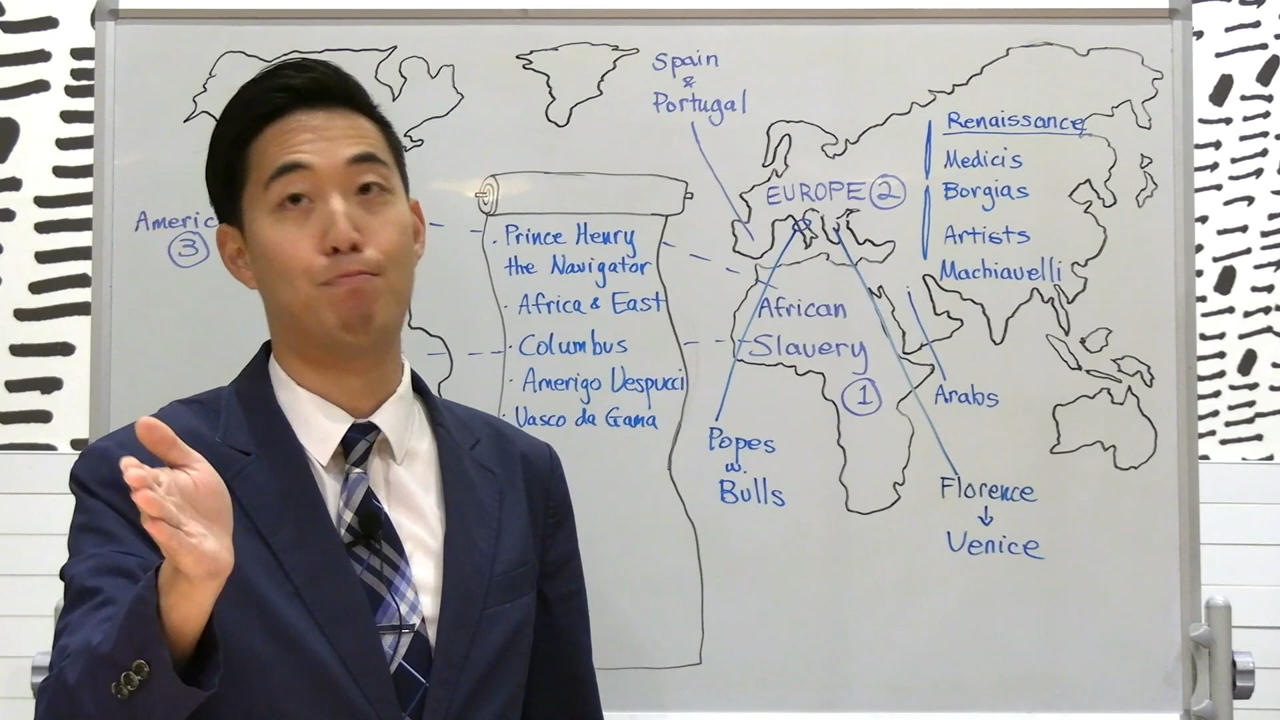 Spain
&
Portugal
Americ
3
EUROPE 2
Renaissance
Medicis
Borgias
Artists
Machiavelli
· Prince Henry
the Navigator
· Africa & East
· Columbus
· Amerigo Vespucci
· Vasco da Gama
African
Slavery
1
Arabs
Popes
w.
Bulls
Florence
↓
Venice